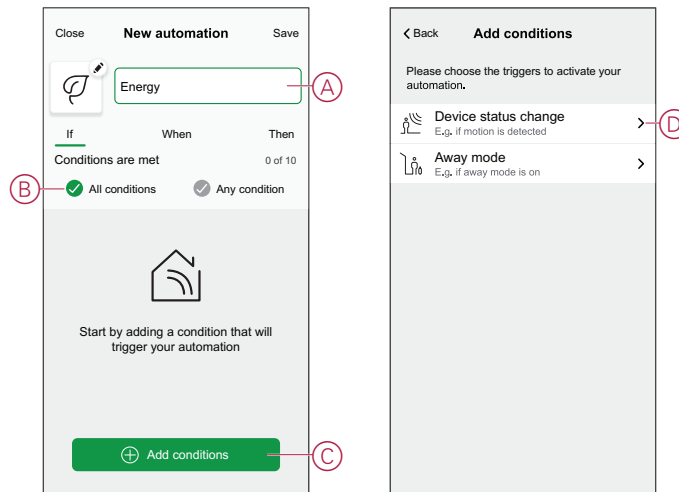 Close New automation Save
Energy
A
If When Then
Conditions are met 0 of 10
B
All conditions Any condition
Start by adding a condition that will
trigger your automation
Add conditions
C
Back Add conditions
Please choose the triggers to activate your
automation.
Device status change
E.g. if motion is detected
D
Away mode
E.g. if away mode is on